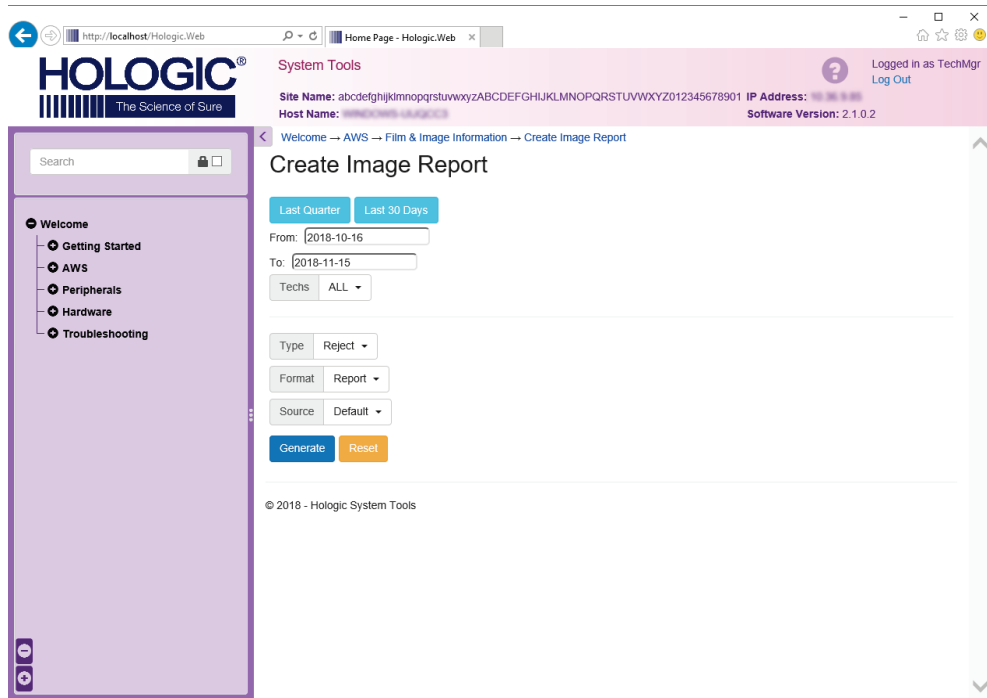 http://localhost/Hologic.Web
Home Page - Hologic.Web
HOLOGIC®
The Science of Sure
System Tools
Logged in as TechMgr
Log Out
Site Name: abcdefghijklmnopqrstuvwxyzABCDEFGHIJKLMNOPQRSTUVWXYZ012345678901 IP Address:
Host Name: Software Version: 2.1.0.2
Search
Welcome → AWS → Film & Image Information → Create Image Report
Create Image Report
Last Quarter Last 30 Days
From: 2018-10-16
To: 2018-11-15
Techs ALL
Type Reject
Format Report
Source Default
Generate Reset
© 2018 - Hologic System Tools
Welcome
Getting Started
AWS
Peripherals
Hardware
Troubleshooting